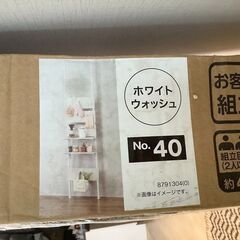 ホワイト
ウォッシュ
No. 40
8791304(0)
※画像はイメージです。
お客
組
組立
(2人
約